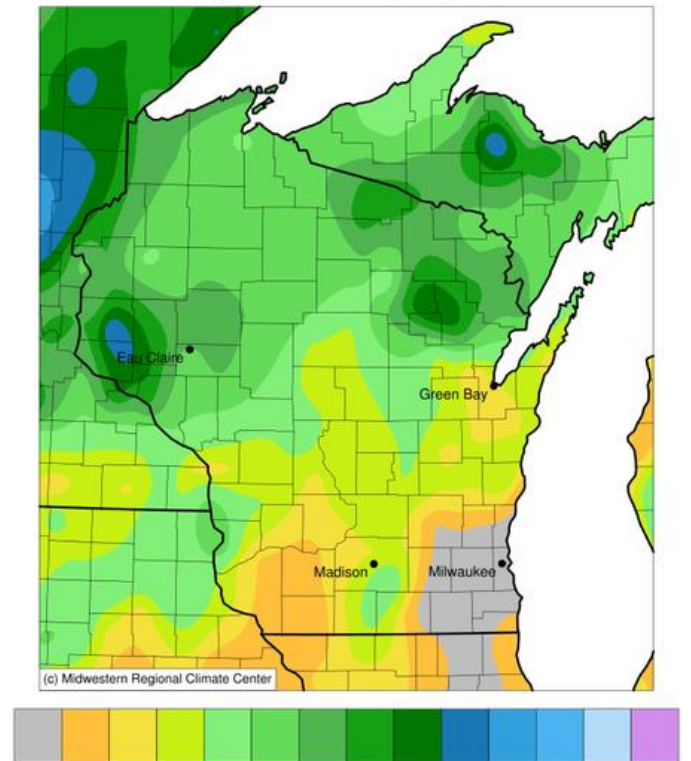 Eau Claire
Green Bay
Madison
Milwaukee
(c) Midwestern Regional Climate Center